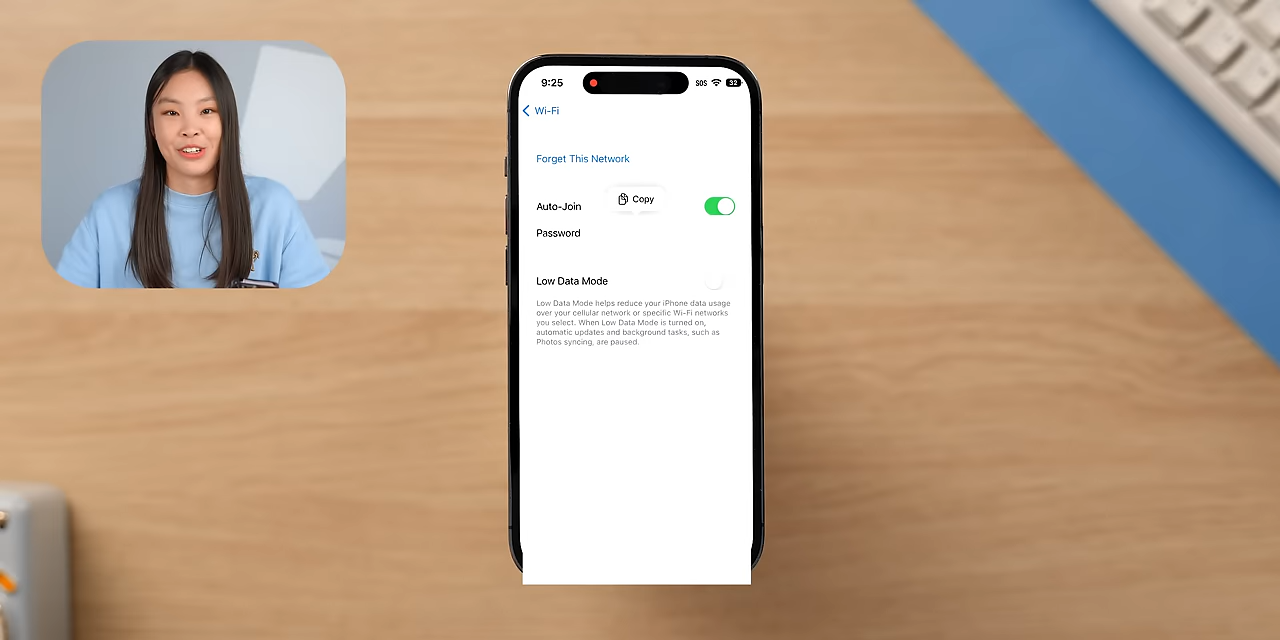 9:25
SOS
32
Wi-Fi
Forget This Network
Copy
Auto-Join
Password
Low Data Mode
Low Data Mode helps reduce your iPhone data usage
over your cellular network or specific Wi-Fi networks
you select. When Low Data Mode is turned on,
automatic updates and background tasks, such as
Photos syncing, are paused.